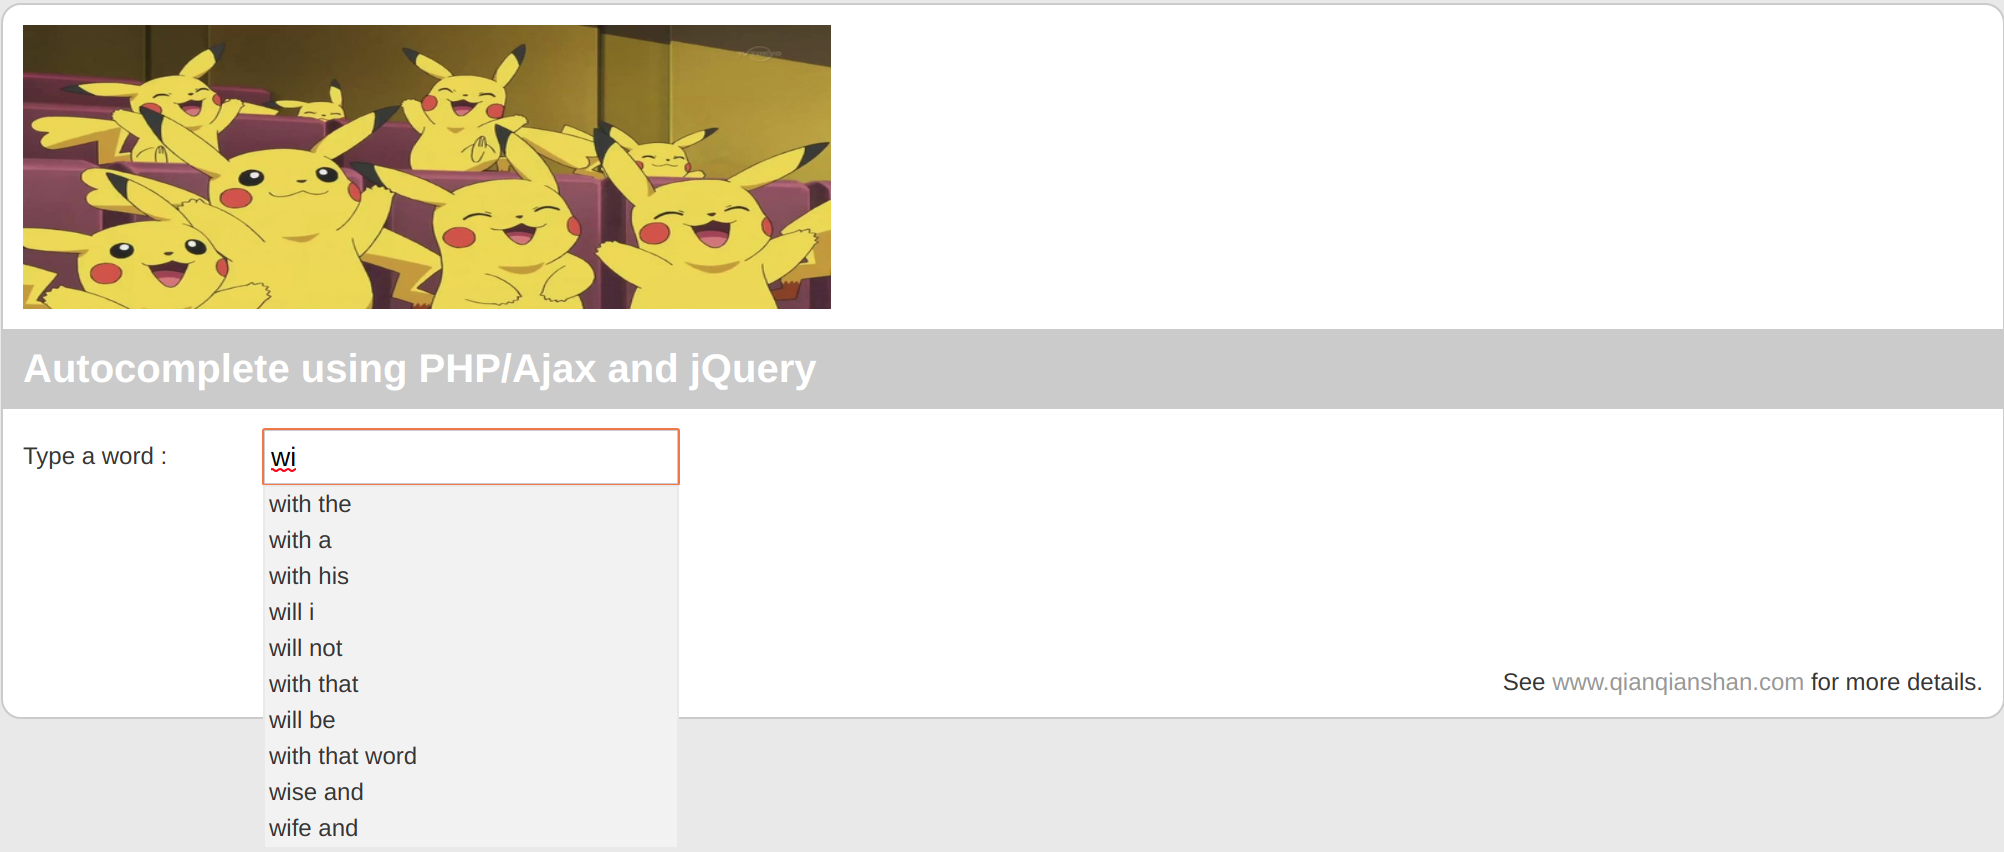 Autocomplete using PHP/Ajax and jQuery
Type a word :
wi
with the
with a
with his
will i
will not
with that
will be
with that word
wise and
wife and
See www.qianqianshan.com for more details.